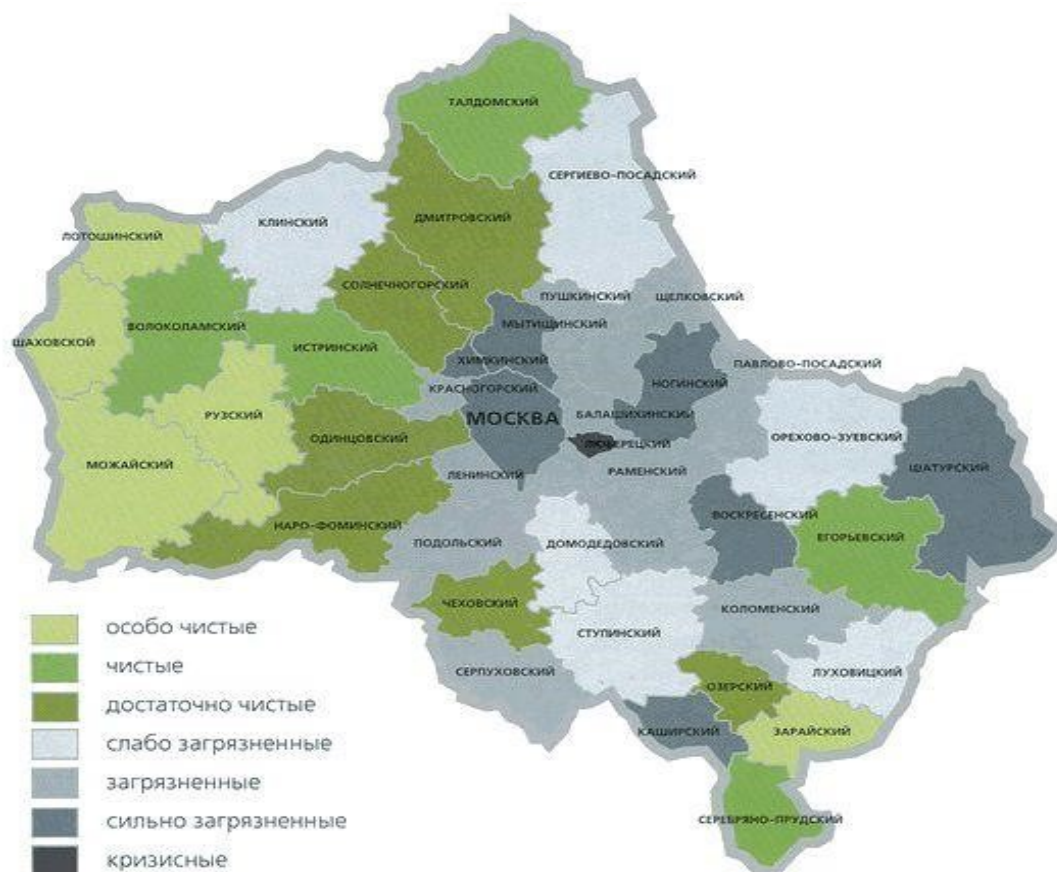 ТАЛДОМСКИЙ
СЕРГИЕВО-ПОСАДСКИЙ
ДМИТРОВСКИЙ
КЛИНСКИЙ
ЛОТОШИНСКИЙ
СОЛНЕЧНОГОРСКИЙ
ПУШКИНСКИЙ
ЩЕЛКОВСКИЙ
МЫТИЩИНСКИЙ
ВОЛОКОЛАМСКИЙ
ШАХОВСКОЙ
ИСТРИНСКИЙ
ХИМКИНСКИЙ
ПАВЛОВО-ПОСАДСКИЙ
НОГИНСКИЙ
КРАСНОГОРСКИЙ
РУЗСКИЙ
МОСКВА
БАЛАШИХИНСКИЙ
ОДИНЦОВСКИЙ
ЛЮБЕРЕЦКИЙ
ОРЕХОВО-ЗУЕВСКИЙ
МОЖАЙСКИЙ
ЛЕНИНСКИЙ
РАМЕНСКИЙ
ШАТУРСКИЙ
ВОСКРЕСЕНСКИЙ
НАРО-ФОМИНСКИЙ
ПОДОЛЬСКИЙ
ДОМОДЕДОВСКИЙ
ЕГОРЬЕВСКИЙ
ЧЕХОВСКИЙ
КОЛОМЕНСКИЙ
СТУПИНСКИЙ
СЕРПУХОВСКИЙ
ЛУХОВИЦКИЙ
ОЗЕРСКИЙ
КАШИРСКИЙ
ЗАРАЙСКИЙ
СЕРЕБРЯНО-ПРУДСКИЙ
особо чистые
чистые
достаточно чистые
слабо загрязненные
загрязненные
сильно загрязненные
кризисные